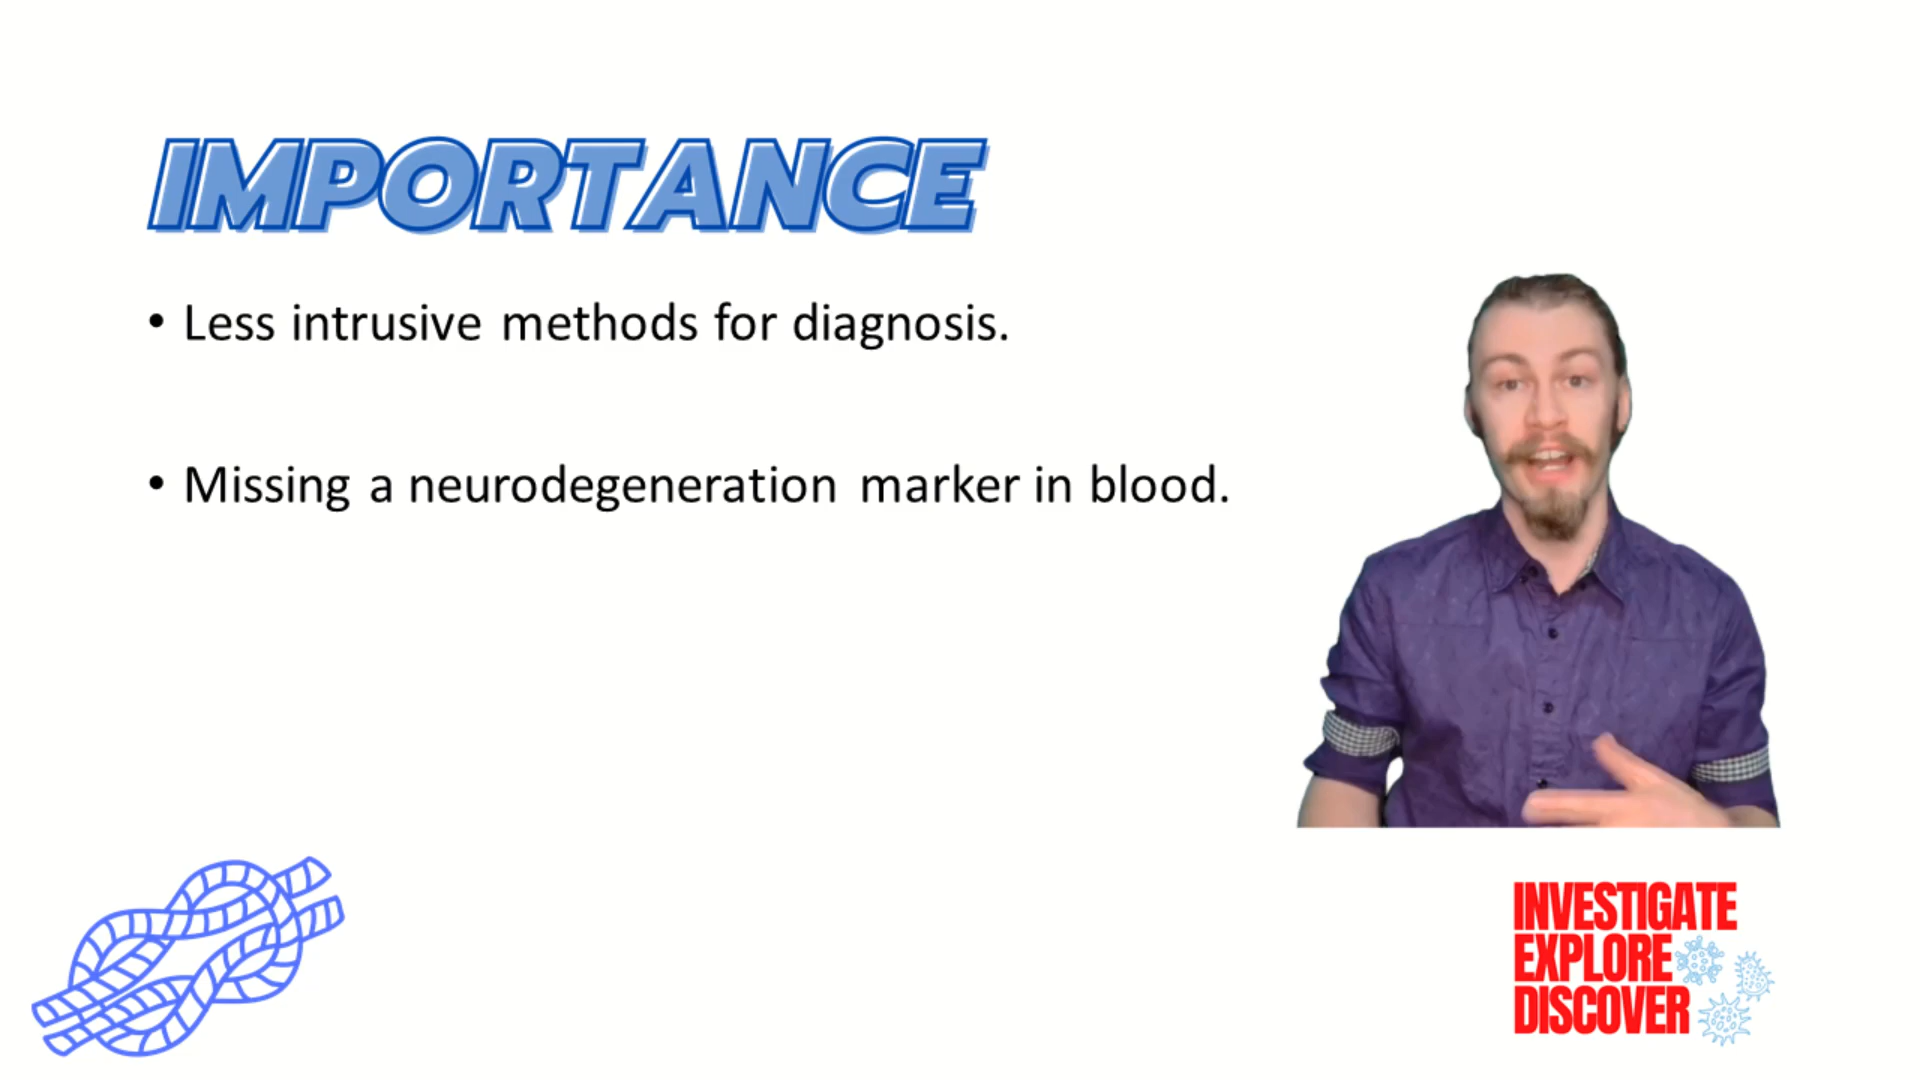 IMPORTANCE
• Less intrusive methods for diagnosis.
• Missing a neurodegeneration marker in blood.
INVESTIGATE
EXPLORE
DISCOVER